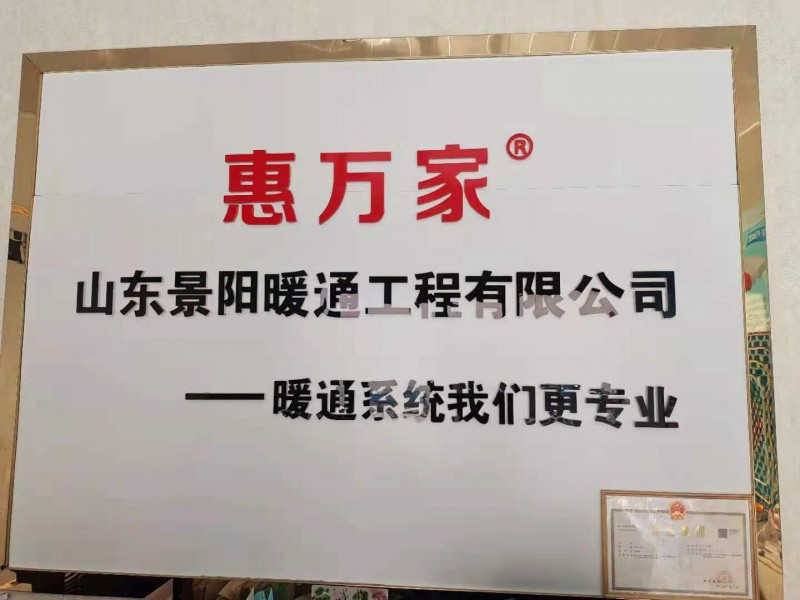 惠万家®
山东景阳暖通工程有限公司
——暖通系统我们更专业